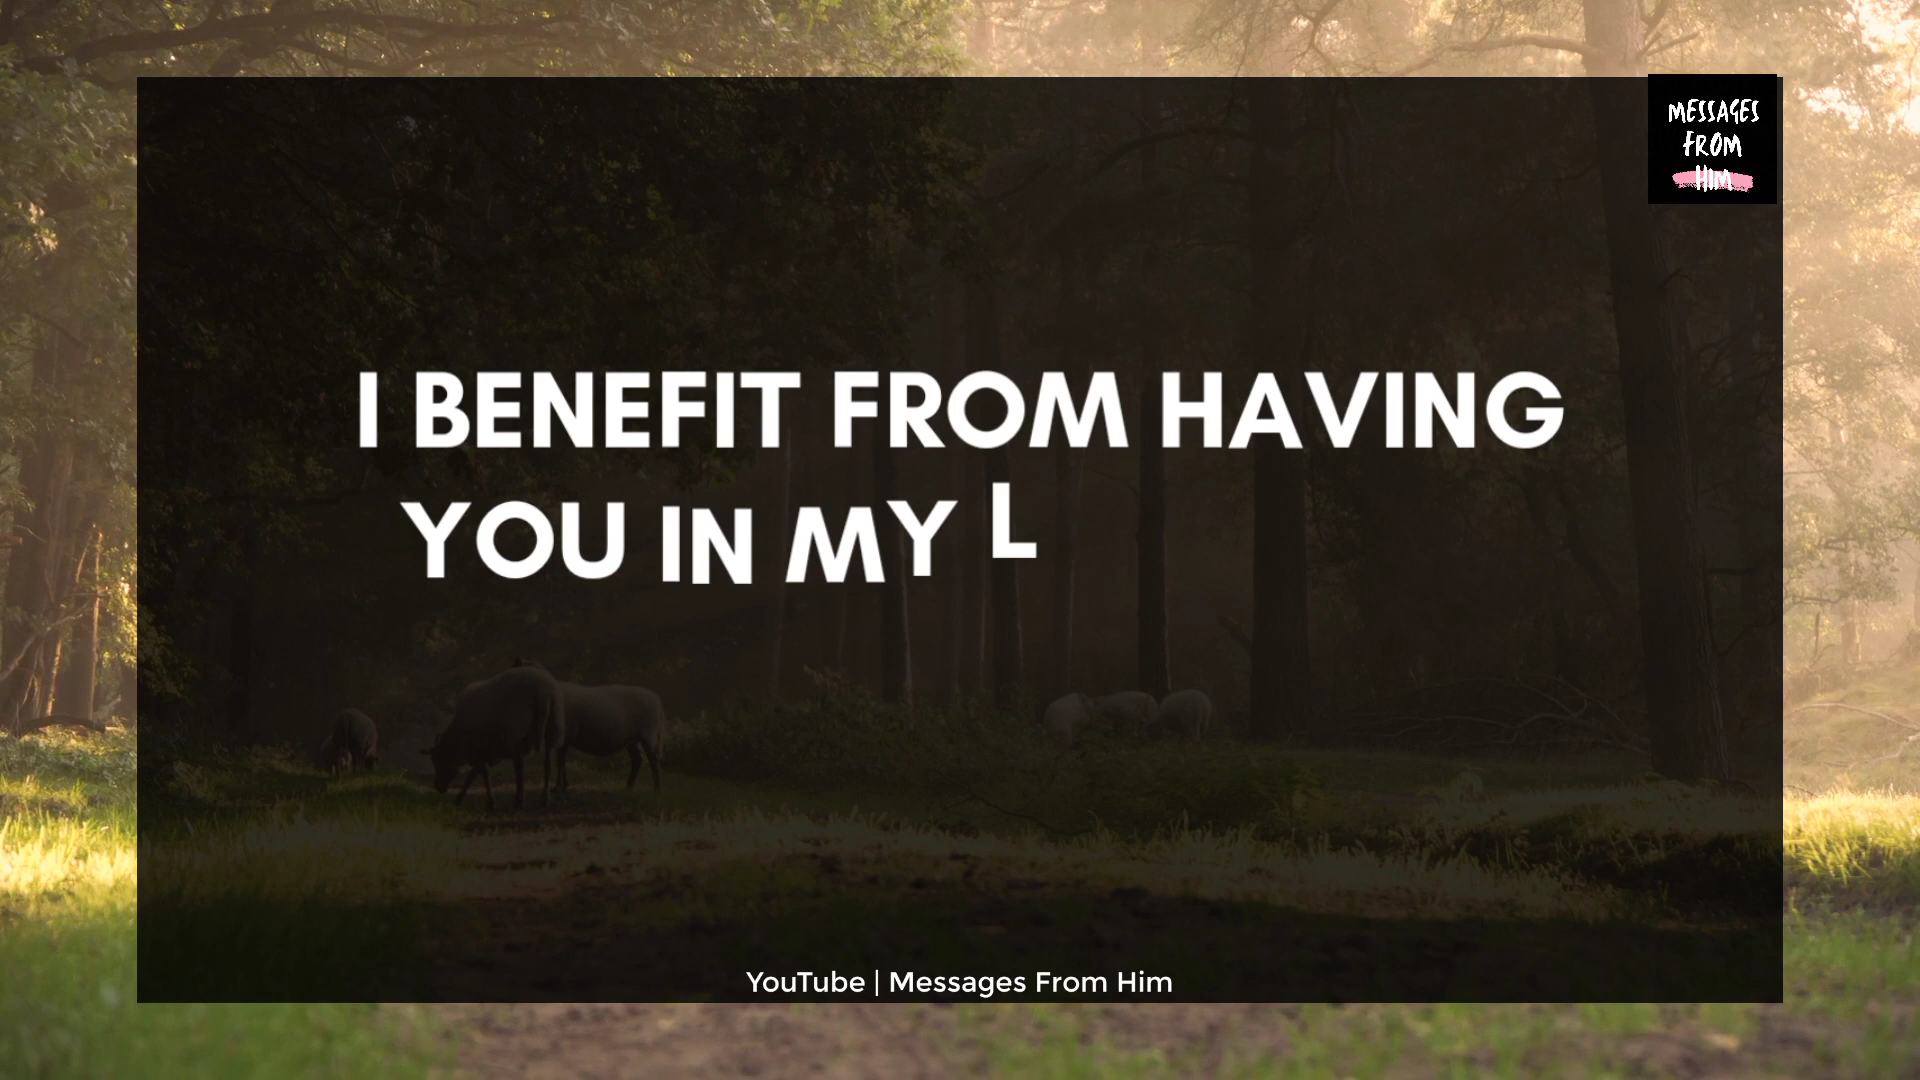 MESSAGES
FROM
HIM
I BENEFIT FROM HAVING
YOU IN MY L
YouTube | Messages From Him